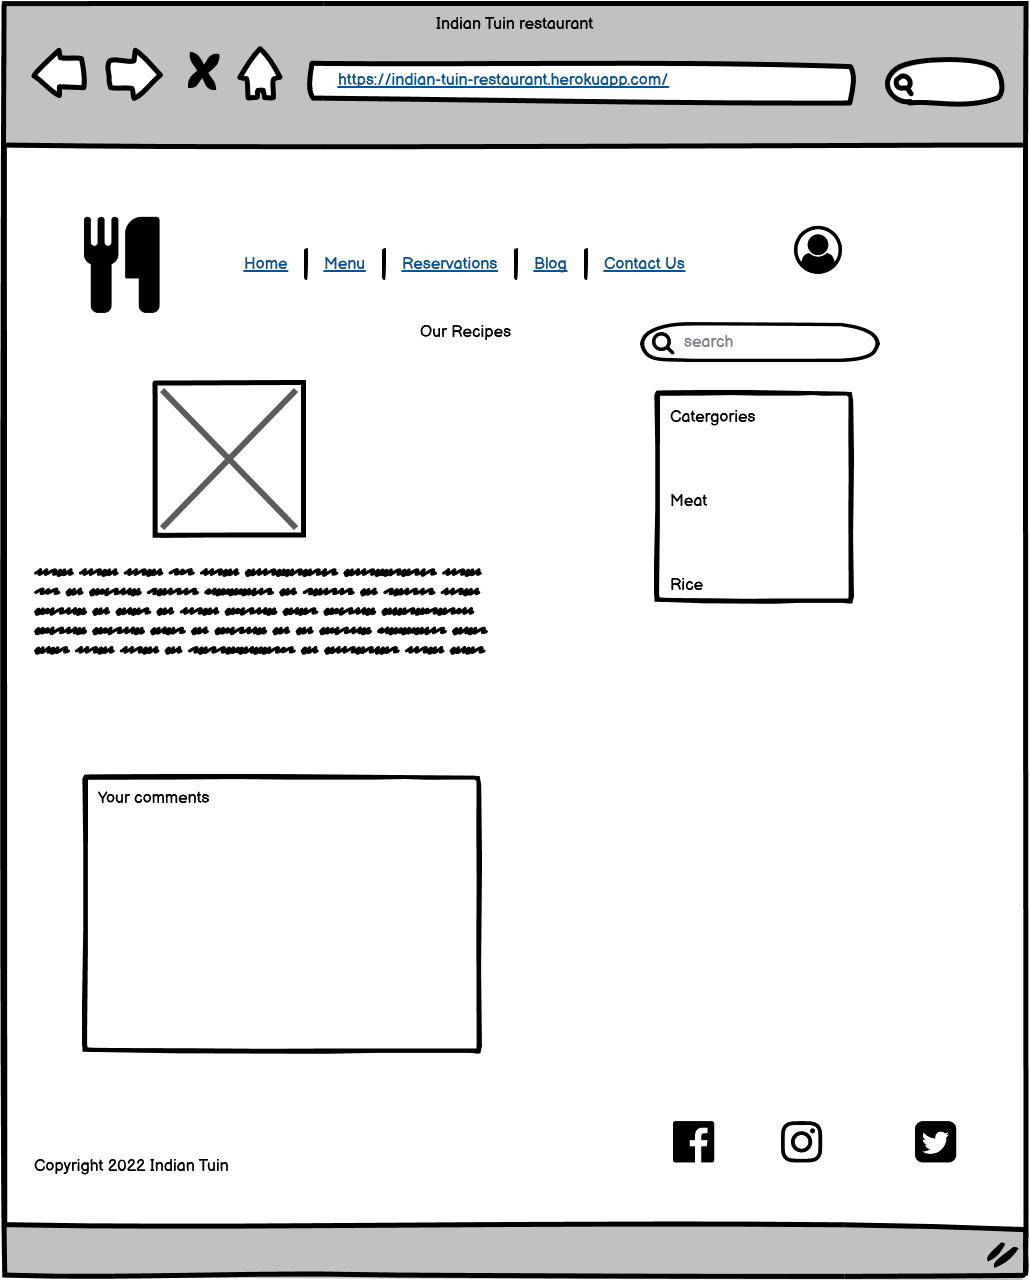 Indian Tuin restaurant
https://indian-tuin-restaurant.herokuapp.com/
Home Menu Reservations Blog Contact Us
Our Recipes
search
Catergories
Meat
Rice
Your comments
Copyright 2022 Indian Tuin